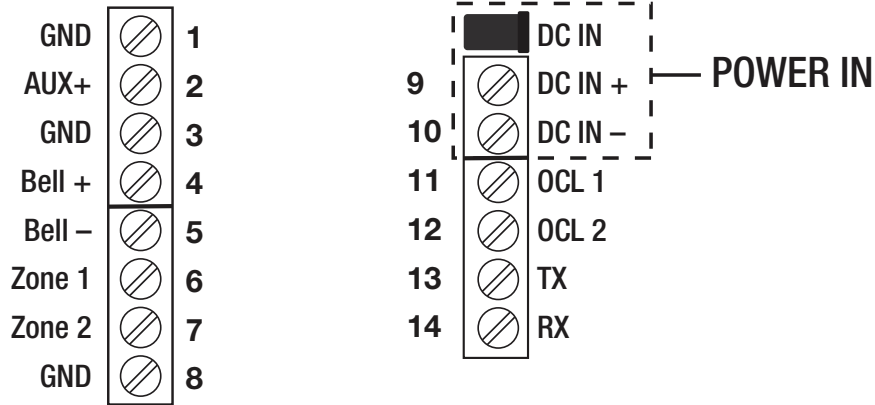 GND 1
AUX+ 2
GND 3
Bell + 4
Bell – 5
Zone 1 6
Zone 2 7
GND 8
DC IN
9 DC IN +
10 DC IN –
POWER IN
11 OCL 1
12 OCL 2
13 TX
14 RX